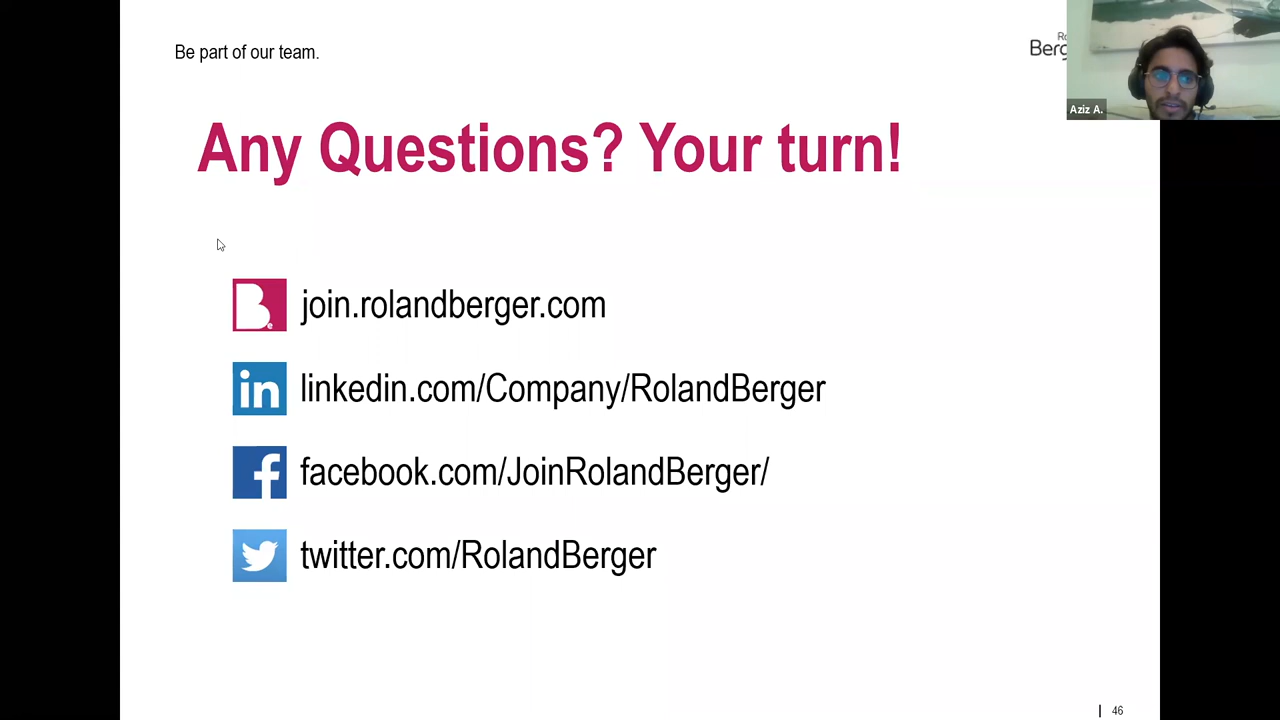 Be part of our team.
Aziz A.
Any Questions? Your turn!
B.
join.rolandberger.com
in
linkedin.com/Company/RolandBerger
f
facebook.com/JoinRolandBerger/
twitter.com/RolandBerger
46